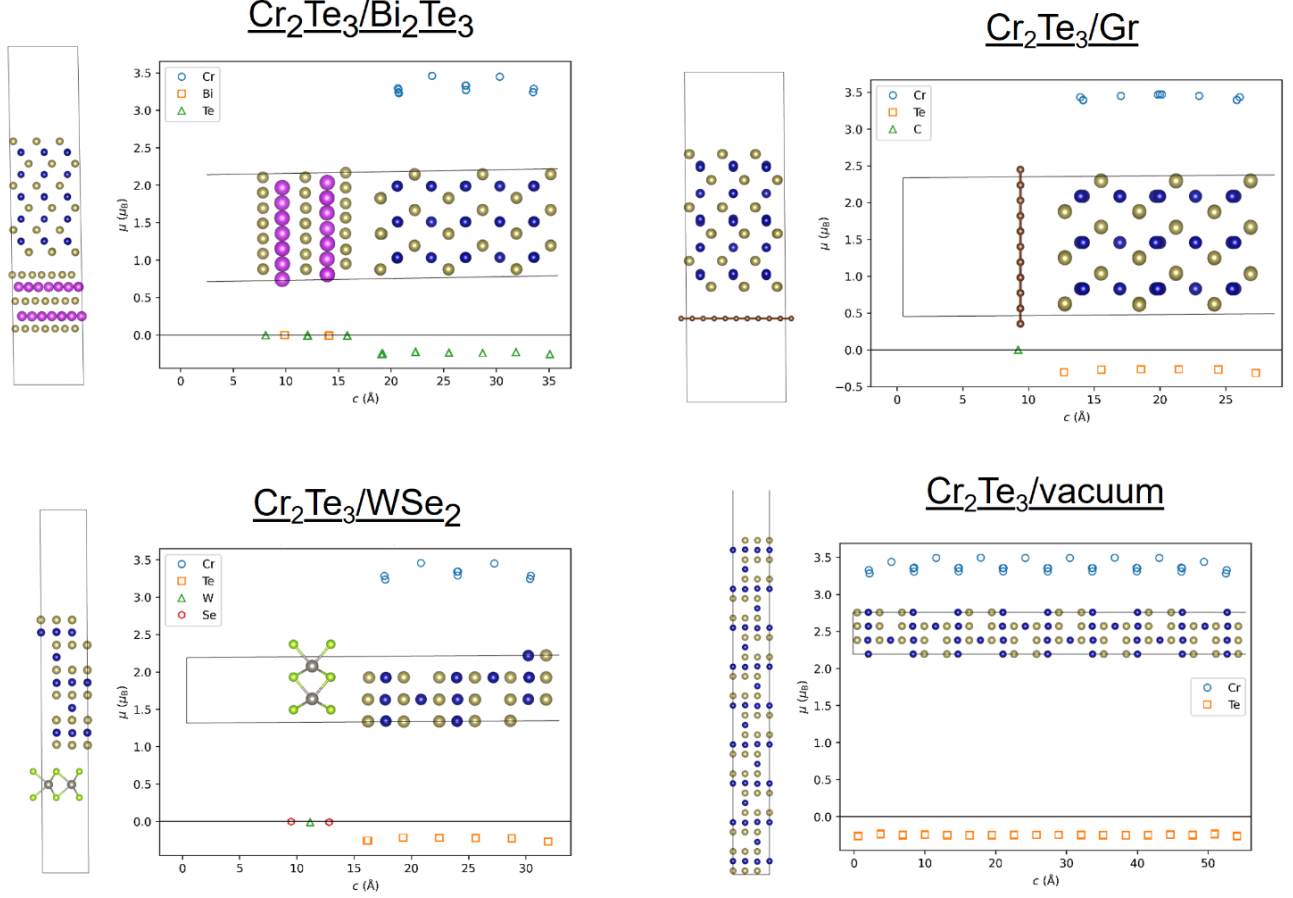 Cr₂Te₃/Bi₂Te₃
Cr
Bi
Te
3.5
3.0
2.5
2.0
1.5
1.0
0.5
0.0
μ (μB)
0 5 10 15 20 25 30 35
c (Å)
Cr₂Te₃/Gr
Cr
Te
C
3.5
3.0
2.5
2.0
1.5
1.0
0.5
0.0
−0.5
μ (μB)
0 5 10 15 20 25
c (Å)
Cr₂Te₃/WSe₂
Cr
Te
W
Se
3.5
3.0
2.5
2.0
1.5
1.0
0.5
0.0
μ (μB)
0 5 10 15 20 25 30
c (Å)
Cr₂Te₃/vacuum
3.5
3.0
2.5
2.0
1.5
1.0
0.5
0.0
μ (μB)
Cr
Te
0 10 20 30 40 50
c (Å)